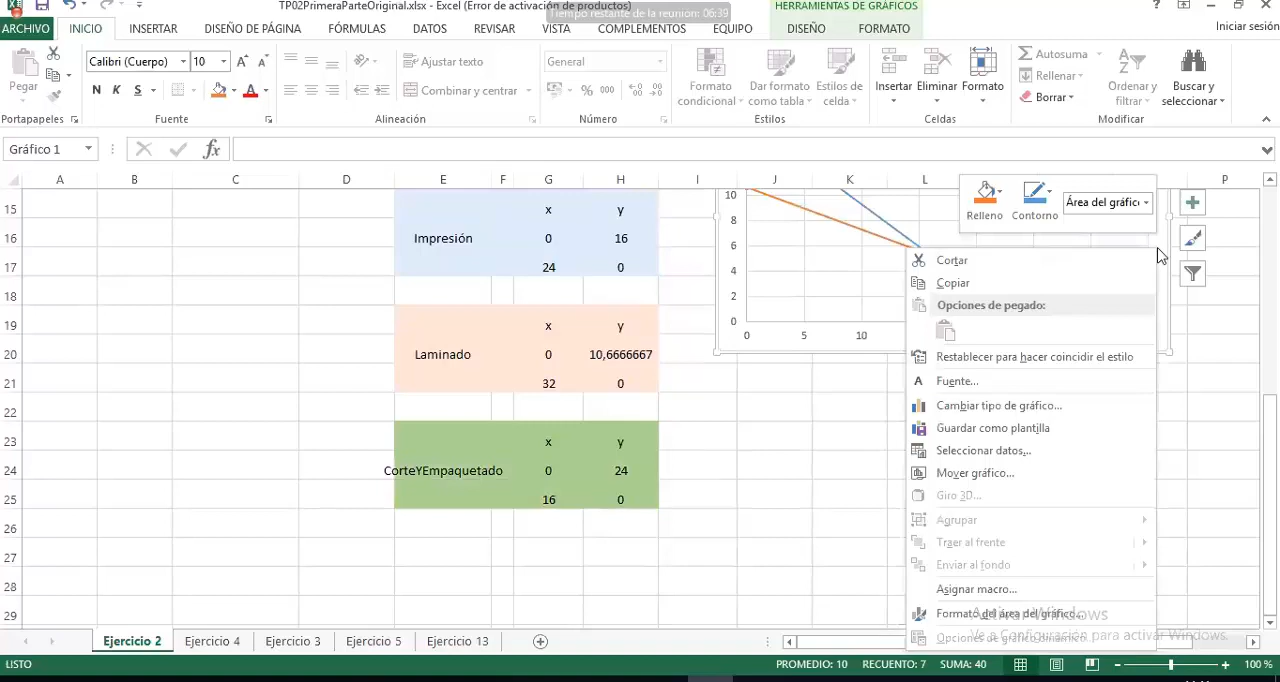 TP02PrimeraParteOriginal.xlsx - Excel (Error de activación de productos)
Tiempo restante de la reunión: 06:39
HERRAMIENTAS DE GRÁFICOS
ARCHIVO INICIO INSERTAR DISEÑO DE PÁGINA FÓRMULAS DATOS REVISAR VISTA COMPLEMENTOS EQUIPO DISEÑO FORMATO Iniciar sesión
Pegar
Calibri (Cuerpo) 10
Ajustar texto
General
Formato condicional
Dar formato como tabla
Estilos de celda
Insertar Eliminar Formato
Autosuma
Rellenar
Borrar
Ordenar y filtrar
Buscar y seleccionar
N K S
Combinar y centrar
% 000
Portapapeles Fuente Alineación Número Estilos Celdas Modificar
Gráfico 1 fx
A B C D E F G H I J K L P
15 x y
16 Impresión 0 16
17 24 0
18
19 x y
20 Laminado 0 10,6666667
21 32 0
22
23 x y
24 CorteYEmpaquetado 0 24
25 16 0
26
27
28
29
10
8
6
4
2
0
0 5 10
Relleno Contorno Área del gráfic
Cortar
Copiar
Opciones de pegado:
Restablecer para hacer coincidir el estilo
Fuente...
Cambiar tipo de gráfico...
Guardar como plantilla
Seleccionar datos...
Mover gráfico...
Giro 3D...
Agrupar
Traer al frente
Enviar al fondo
Asignar macro...
Formato del área del gráfico...
Opciones de gráfico dinámico...
Activar Windows
Ve a Configuración para activar Windows.
Ejercicio 2 Ejercicio 4 Ejercicio 3 Ejercicio 5 Ejercicio 13
LISTO PROMEDIO: 10 RECUENTO: 7 SUMA: 40 100 %